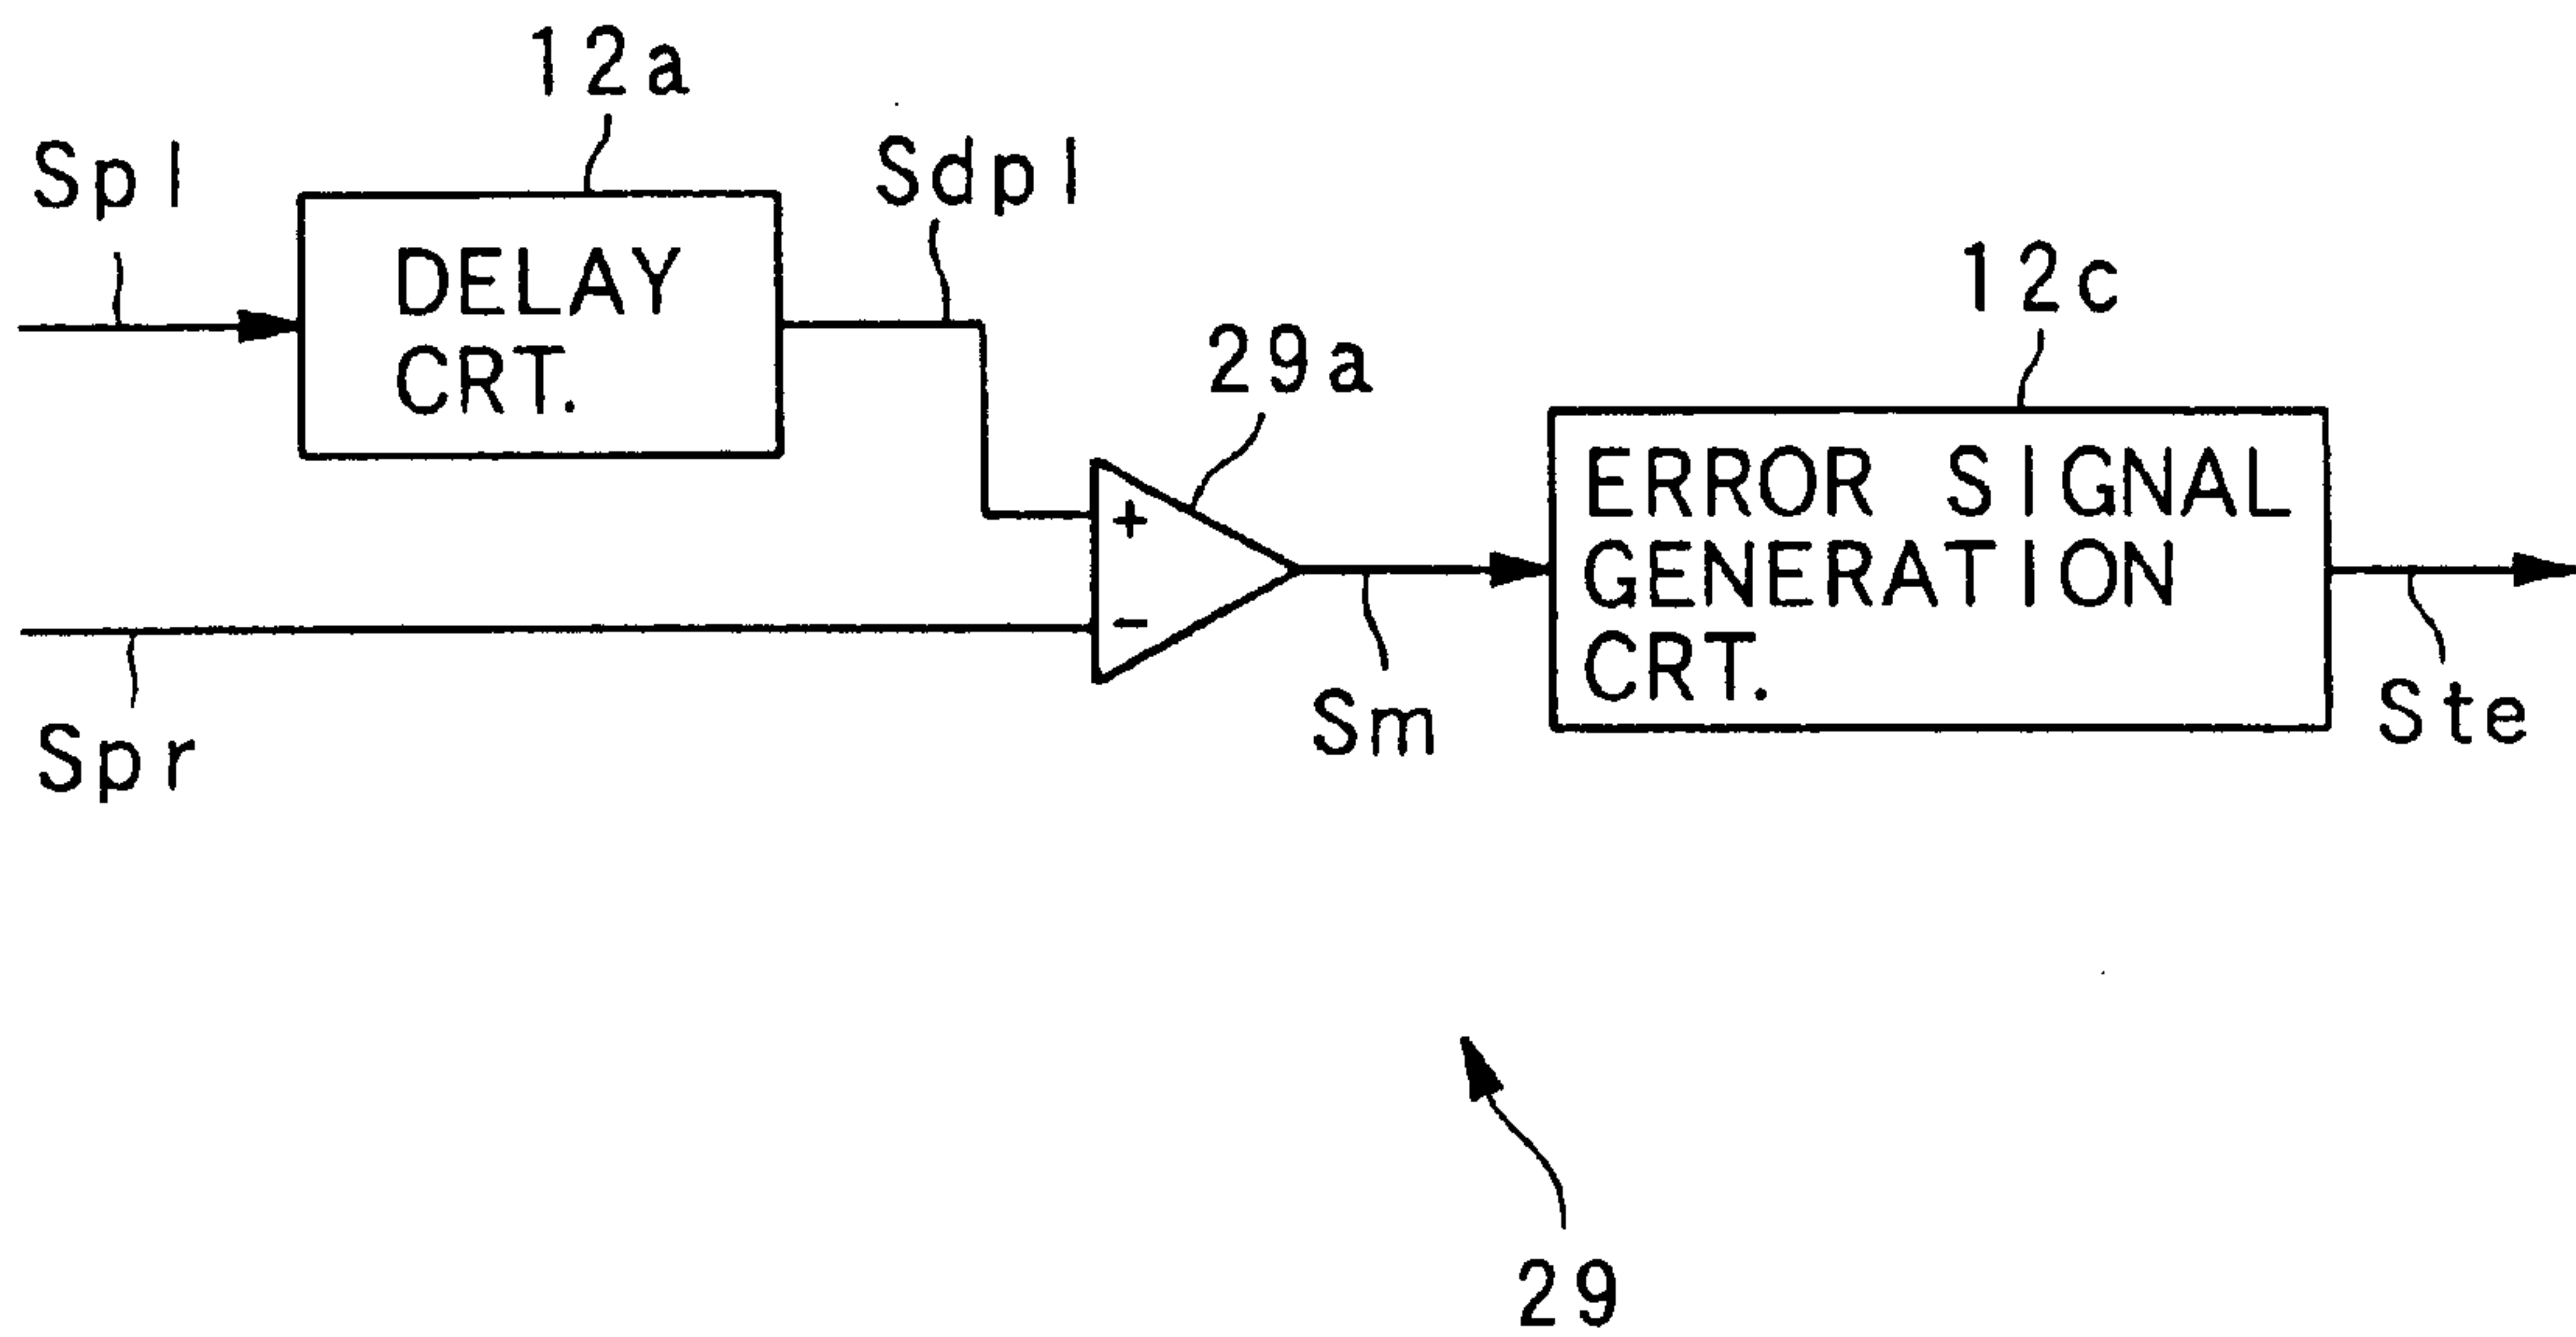 12a
Spl
Sdpl
DELAY
CRT.
12c
29a
+
ERROR SIGNAL
GENERATION
CRT.
-
Sm
Ste
Spr
29